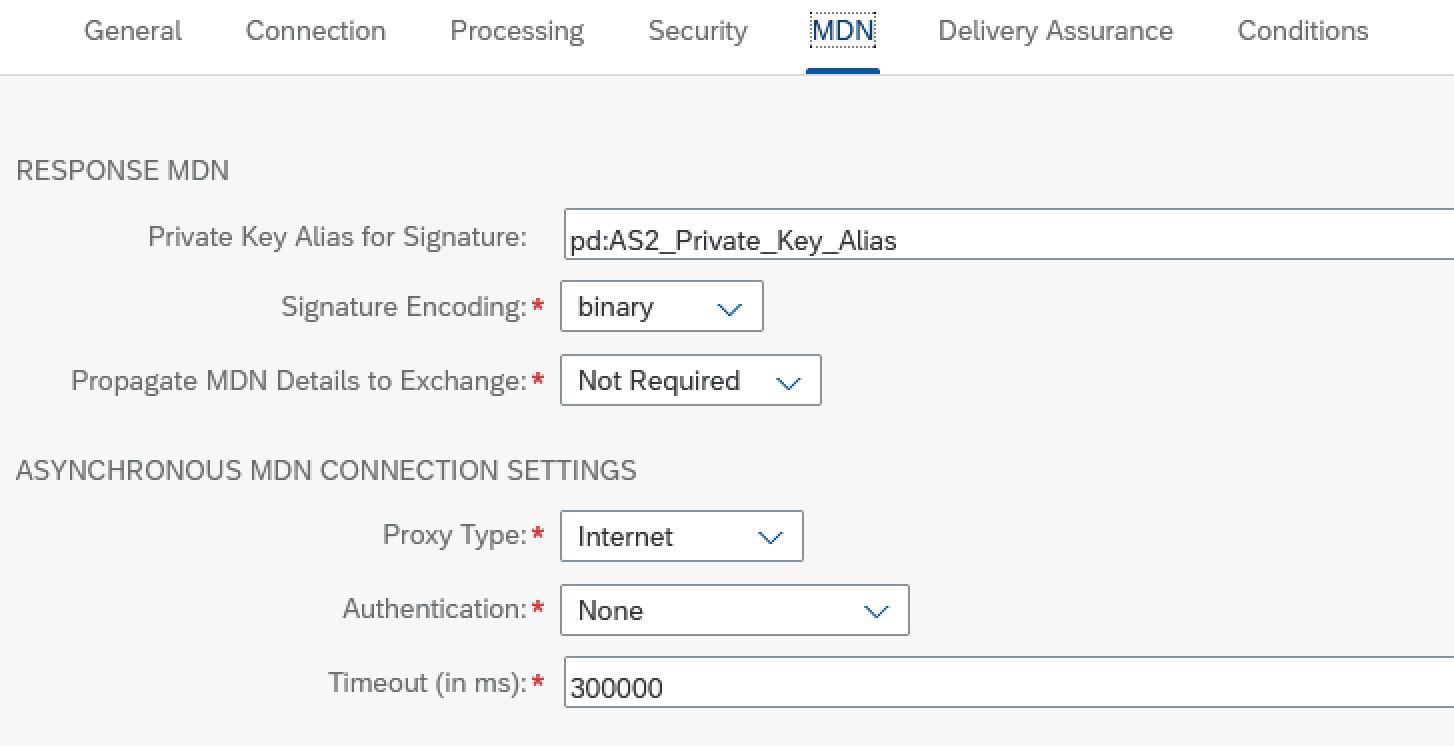 General Connection Processing Security MDN Delivery Assurance Conditions
RESPONSE MDN
Private Key Alias for Signature: pd:AS2_Private_Key_Alias
Signature Encoding:* binary
Propagate MDN Details to Exchange:* Not Required
ASYNCHRONOUS MDN CONNECTION SETTINGS
Proxy Type:* Internet
Authentication:* None
Timeout (in ms):* 300000